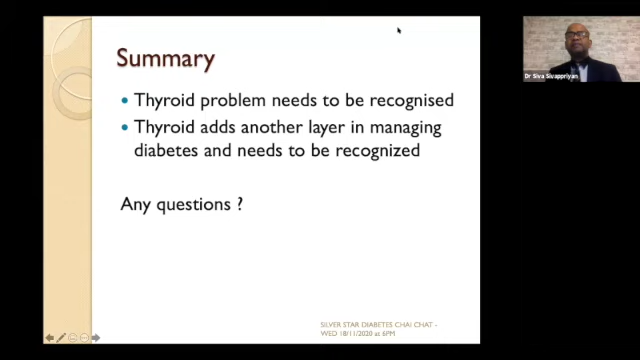 Summary
Thyroid problem needs to be recognised
Thyroid adds another layer in managing
diabetes and needs to be recognized
Any questions ?
SILVER STAR DIABETES CHAI CHAT -
WED 18/11/2020 at 6PM
Dr Siva Sivappriyan